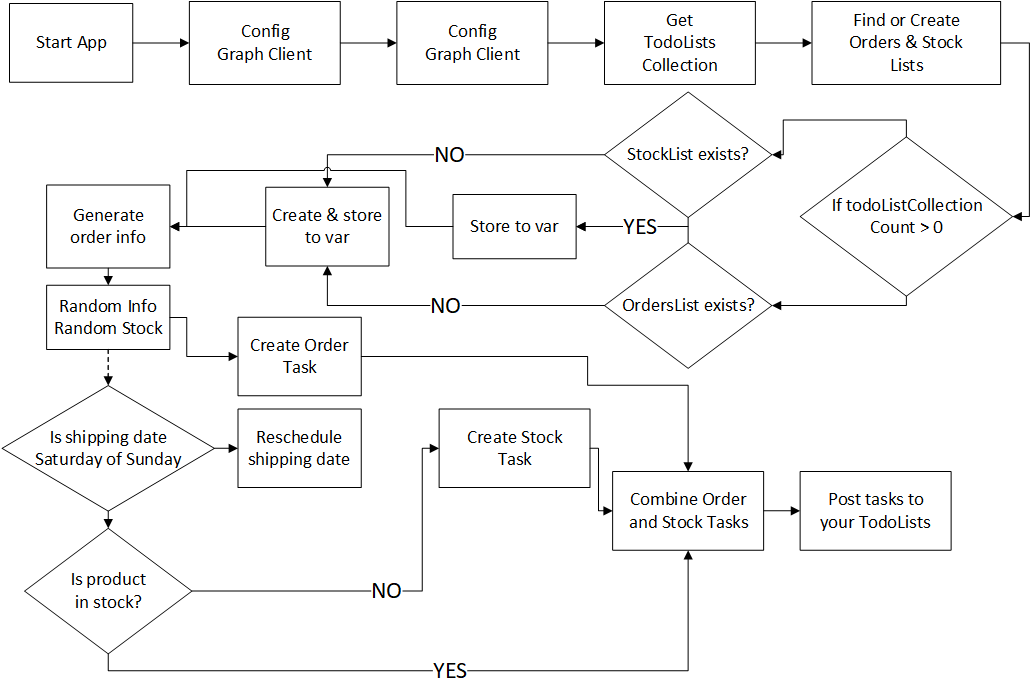 Start App
Config
Graph Client
Config
Graph Client
Get
TodoLists
Collection
Find or Create
Orders & Stock
Lists
StockList exists?
NO
If todoListCollection
Count > 0
Generate
order info
Create & store
to var
Store to var
YES
OrdersList exists?
NO
Random Info
Random Stock
Create Order
Task
Is shipping date
Saturday of Sunday
Reschedule
shipping date
Create Stock
Task
Combine Order
and Stock Tasks
Post tasks to
your TodoLists
Is product
in stock?
NO
YES